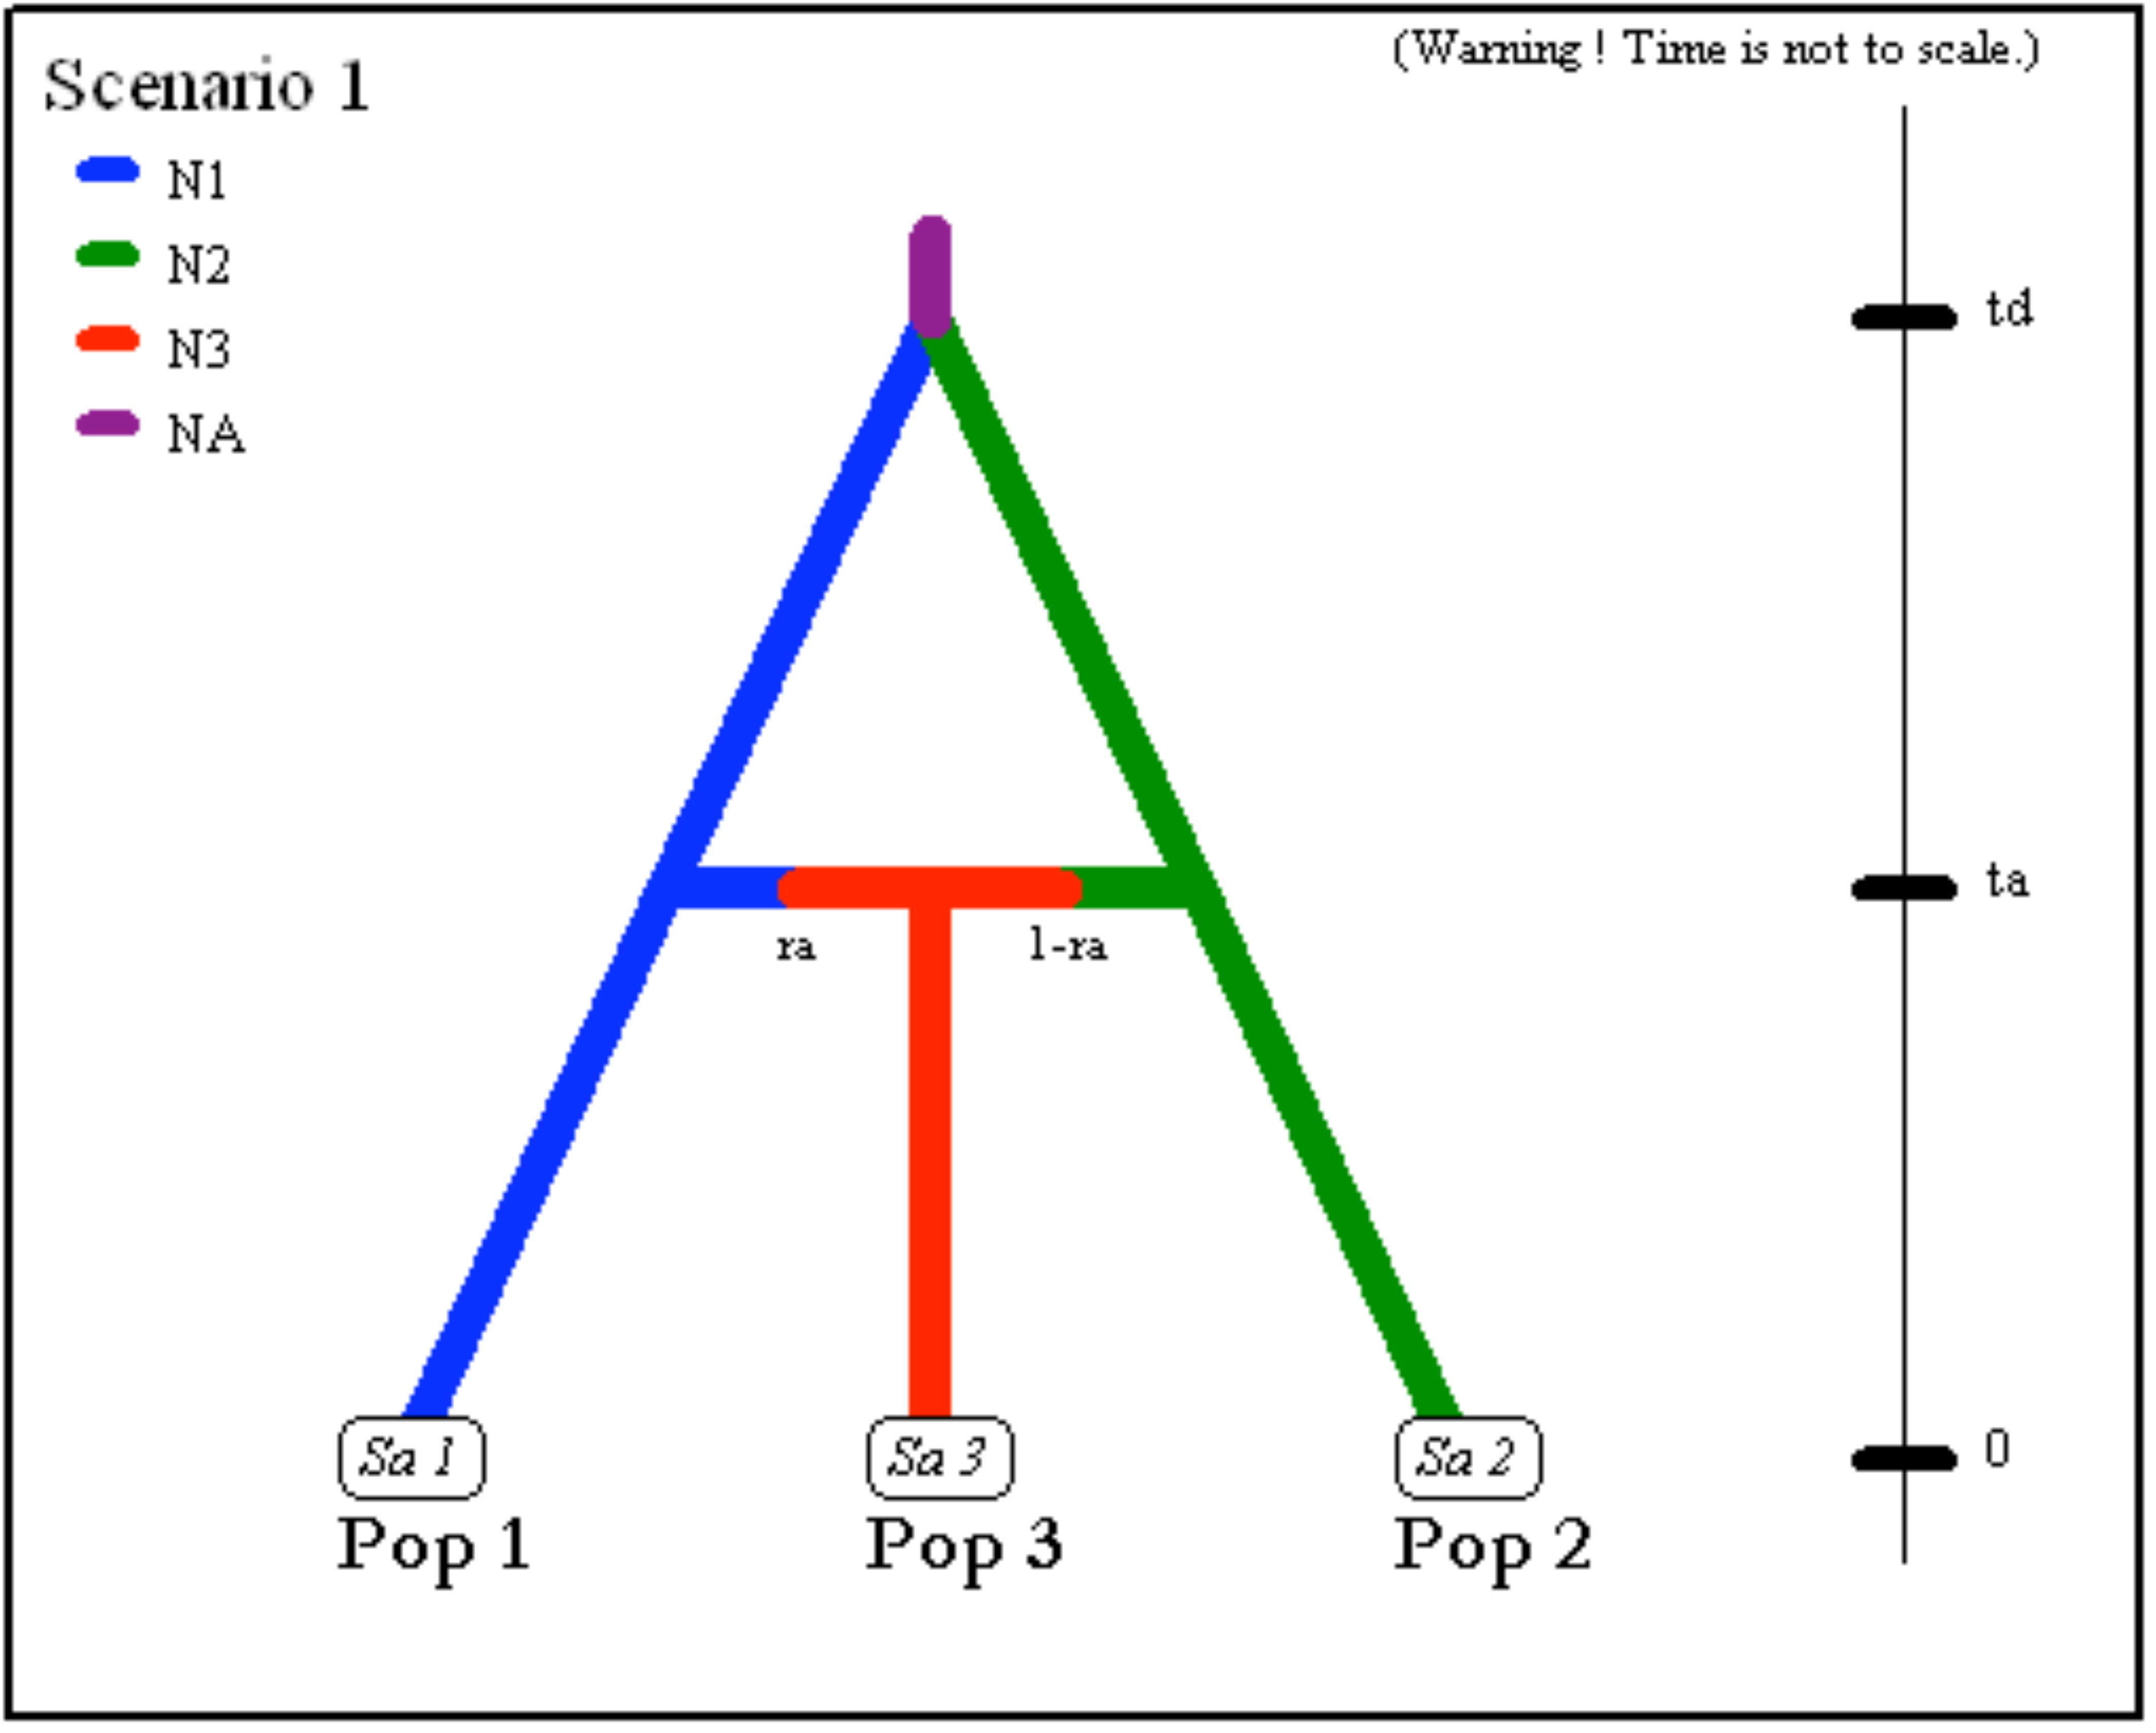 (Warning ! Time is not to scale.)
Scenario 1
N1
N2
N3
NA
td
ta
ra
1-ra
0
Sa 1
Sa 3
Sa 2
Pop 1
Pop 3
Pop 2